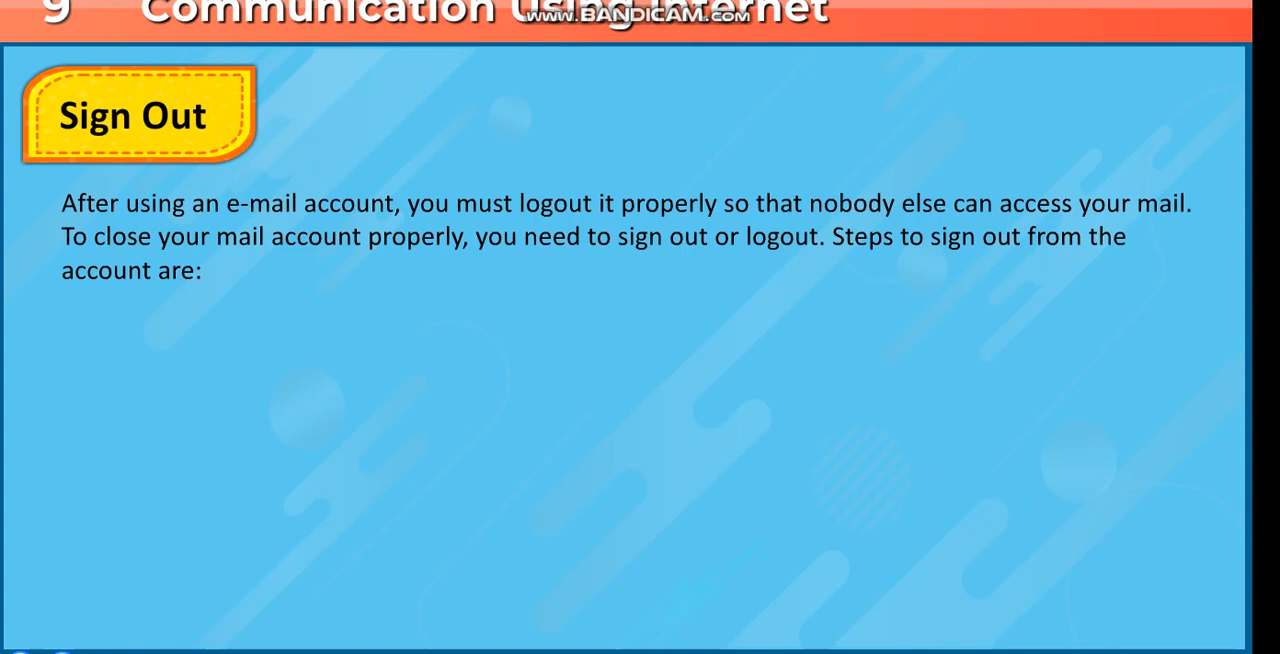 9 Communication Using Internet
www.BANDICAM.com
Sign Out
After using an e-mail account, you must logout it properly so that nobody else can access your mail.
To close your mail account properly, you need to sign out or logout. Steps to sign out from the
account are: